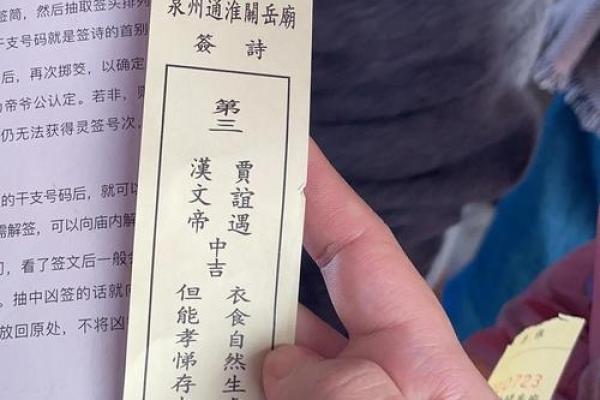 泉州通淮關岳廟
簽詩
第三
賈誼遇漢文帝
中吉
衣食自然生
但能孝悌存
签筒，然后抽取签头排列
干支号码就是签诗的首别
后，再次掷筊，以确定
帝爷公认定。若非，
仍无法获得灵签号次，
的干支号码后，就可以
需解签，可以向庙内解
，看了签文后一般
。抽中凶签的话就
放回原处，不将凶
00723